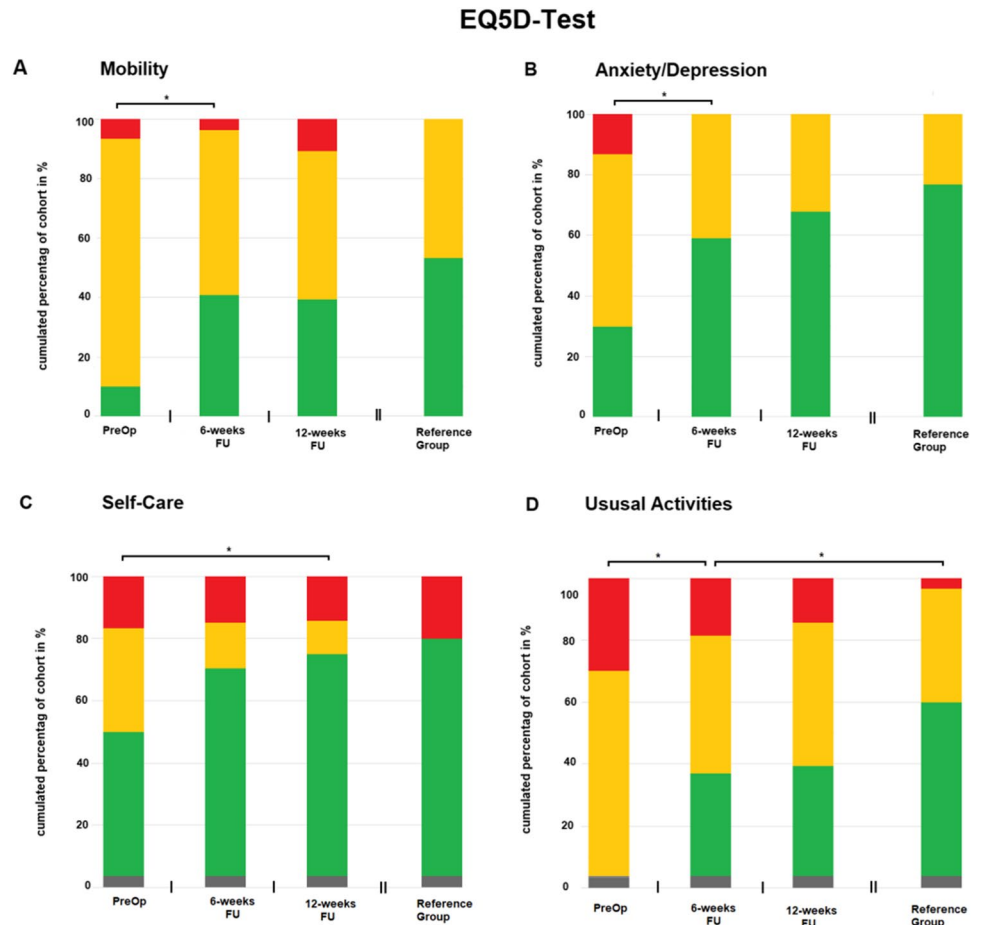 EQ5D-Test
A Mobility
*
cumulated percentag of cohort in %
100
80
60
40
20
0
PreOp
6-weeks
FU
12-weeks
FU
Reference
Group
B Anxiety/Depression
*
cumulated percentag of cohort in %
100
80
60
40
20
0
PreOp
6-weeks
FU
12-weeks
FU
Reference
Group
C Self-Care
*
cumulated percentag of cohort in %
100
80
60
40
20
0
PreOp
6-weeks
FU
12-weeks
FU
Reference
Group
D Ususal Activities
* *
cumulated percentag of cohort in %
100
80
60
40
20
0
PreOp
6-weeks
FU
12-weeks
FU
Reference
Group